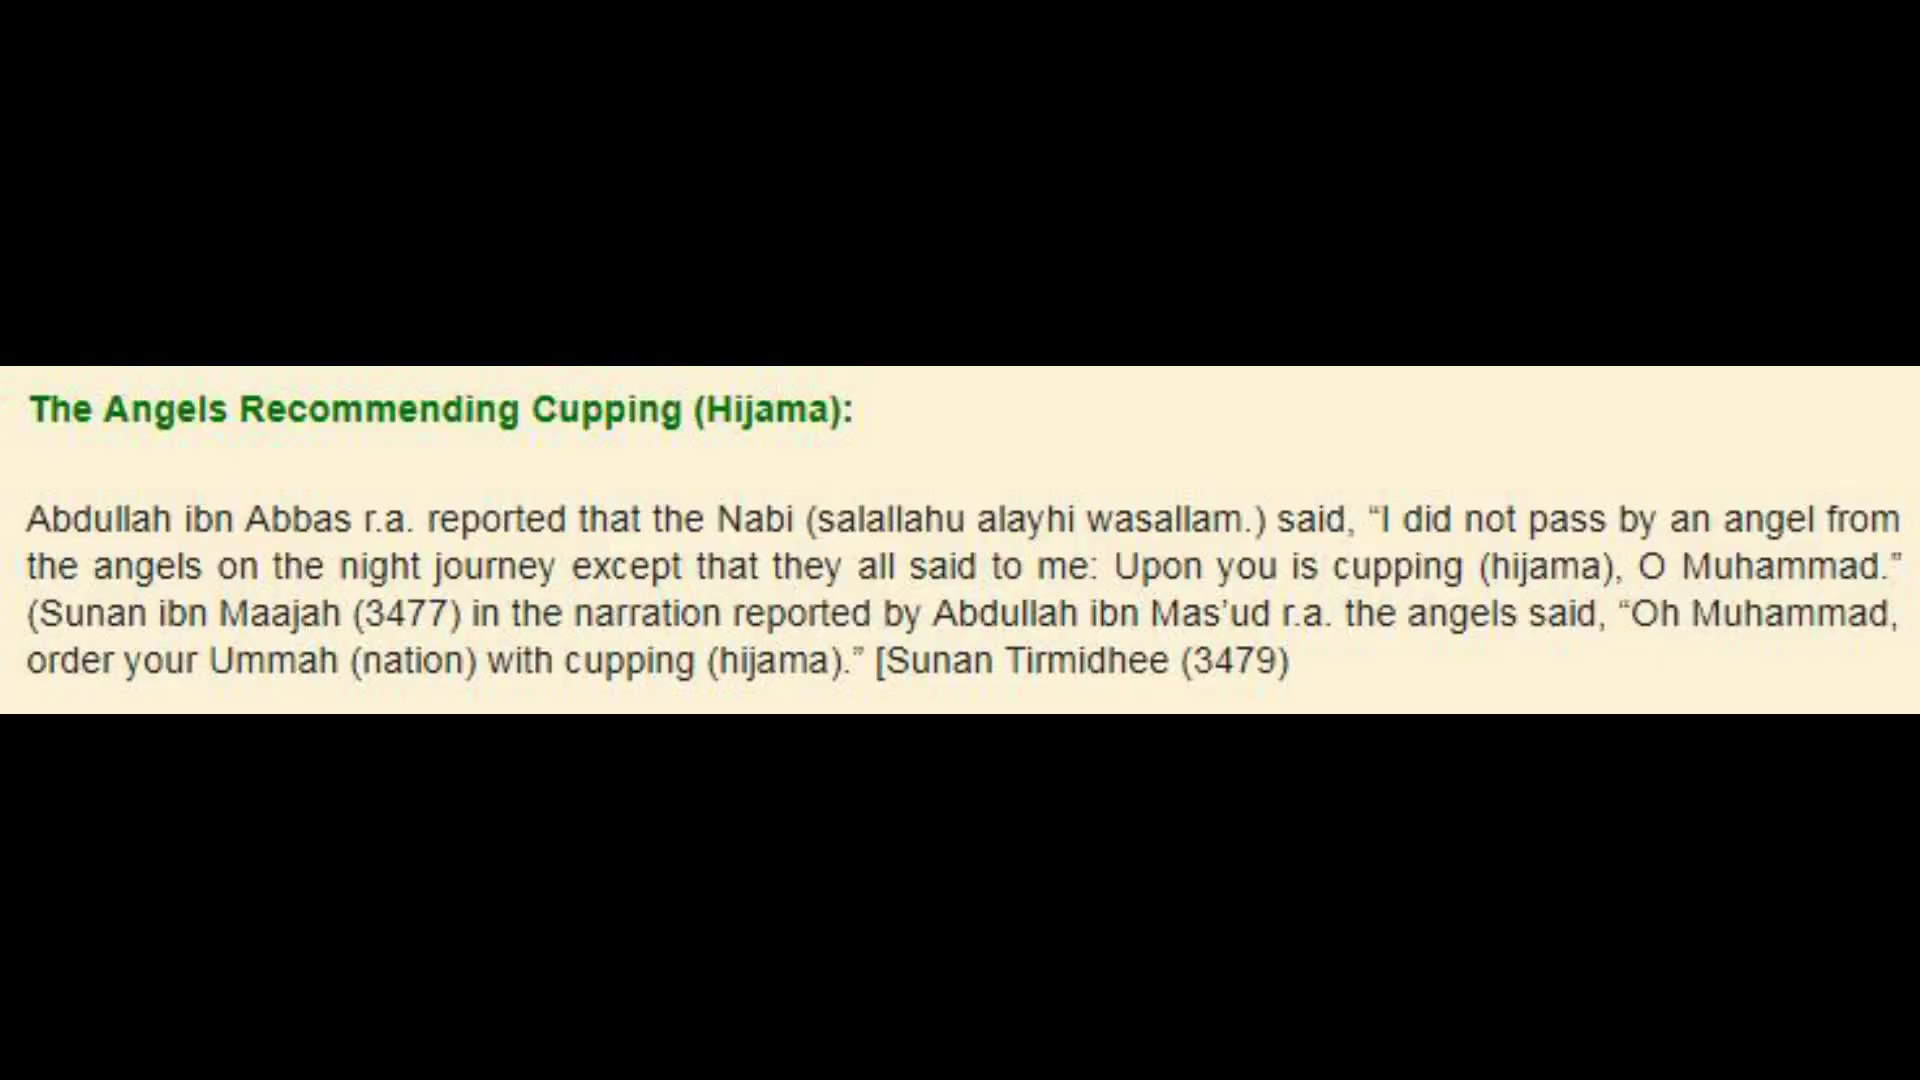 The Angels Recommending Cupping (Hijama):
Abdullah ibn Abbas r.a. reported that the Nabi (salallahu alayhi wasallam.) said, “I did not pass by an angel from
the angels on the night journey except that they all said to me: Upon you is cupping (hijama), O Muhammad.”
(Sunan ibn Maajah (3477) in the narration reported by Abdullah ibn Mas’ud r.a. the angels said, “Oh Muhammad,
order your Ummah (nation) with cupping (hijama).” [Sunan Tirmidhee (3479)